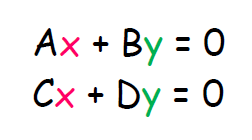 Ax + By = 0
Cx + Dy = 0